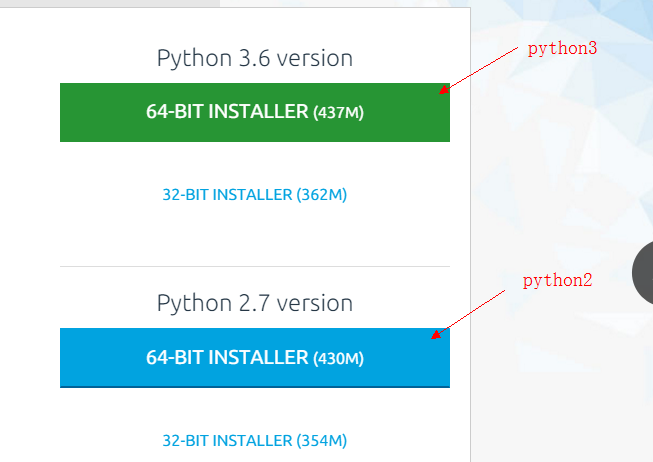 Python 3.6 version
python3
64-BIT INSTALLER (437M)
32-BIT INSTALLER (362M)
python2
Python 2.7 version
64-BIT INSTALLER (430M)
32-BIT INSTALLER (354M)